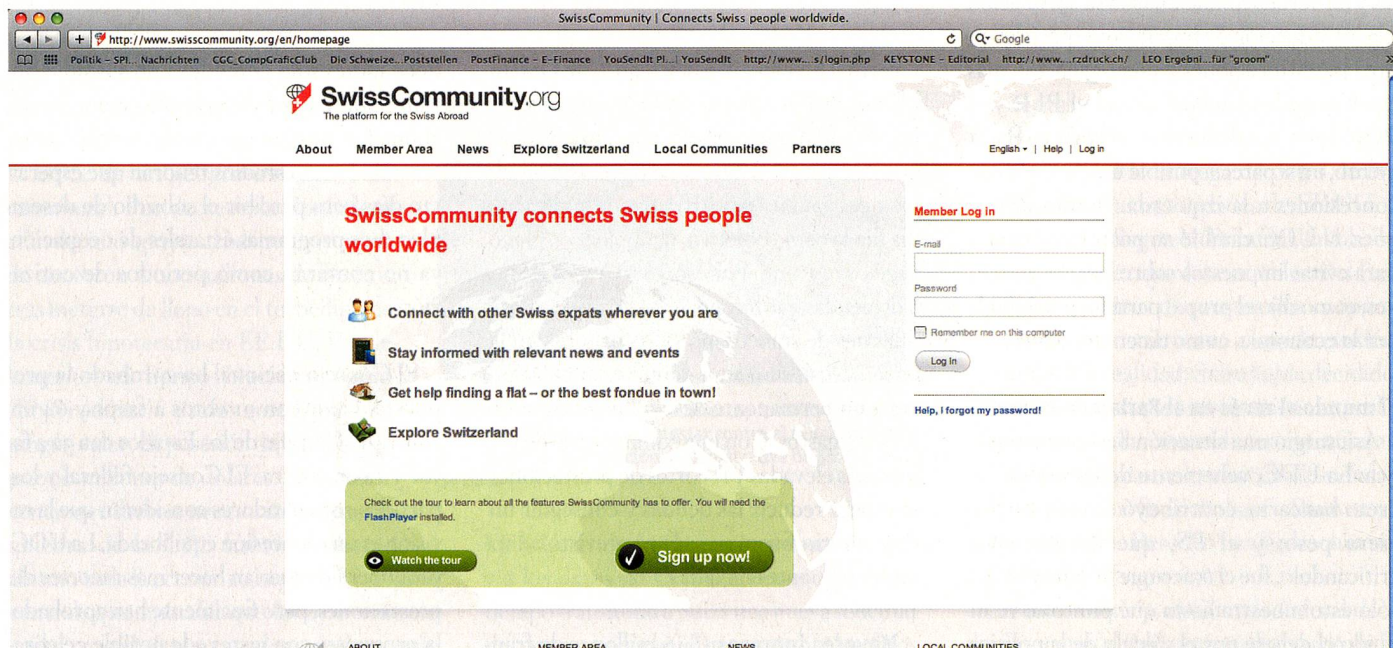 SwissCommunity | Connects Swiss people worldwide.
http://www.swisscommunity.org/en/homepage
Google
Politik – SPI... Nachrichten CGC_CompGraficClub Die Schweize...Poststellen PostFinance – E-Finance YouSendIt Pl... YouSendIt http://www....s/login.php KEYSTONE – Editorial http://www....rzdruck.ch/ LEO Ergebni...für "groom"
SwissCommunity.org
The platform for the Swiss Abroad
About Member Area News Explore Switzerland Local Communities Partners
English | Help | Log in
SwissCommunity connects Swiss people
worldwide
Connect with other Swiss expats wherever you are
Stay informed with relevant news and events
Get help finding a flat – or the best fondue in town!
Explore Switzerland
Check out the tour to learn about all the features SwissCommunity has to offer. You will need the
FlashPlayer installed.
Watch the tour
Sign up now!
Member Log in
E-mail
Password
Remember me on this computer
Log In
Help, I forgot my password!
ABOUT MEMBER AREA NEWS LOCAL COMMUNITIES